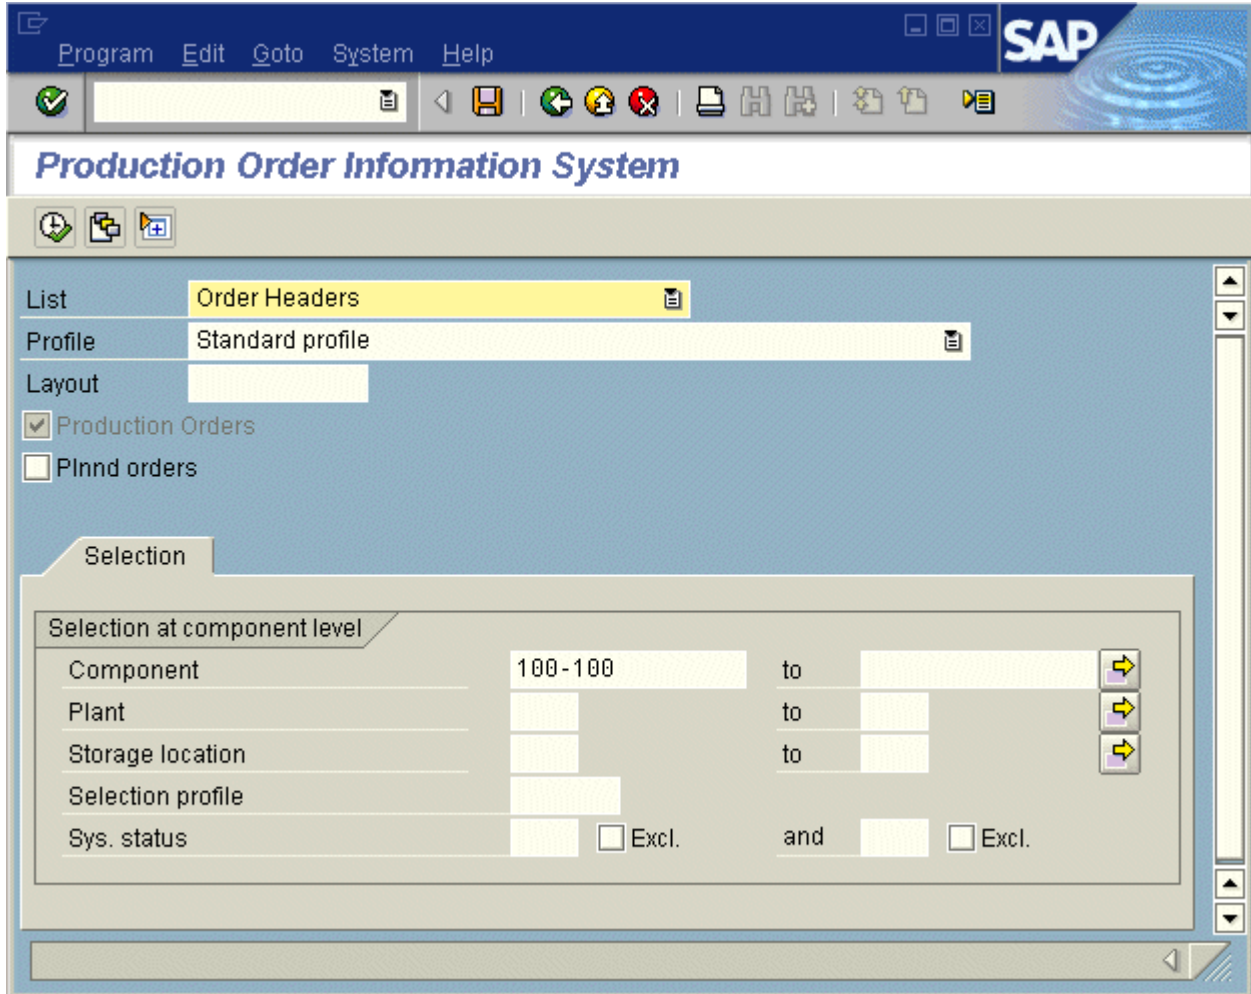 Program Edit Goto System Help
SAP
Production Order Information System
List Order Headers
Profile Standard profile
Layout
Production Orders
Plnnd orders
Selection
Selection at component level
Component 100-100 to
Plant to
Storage location to
Selection profile
Sys. status Excl. and Excl.